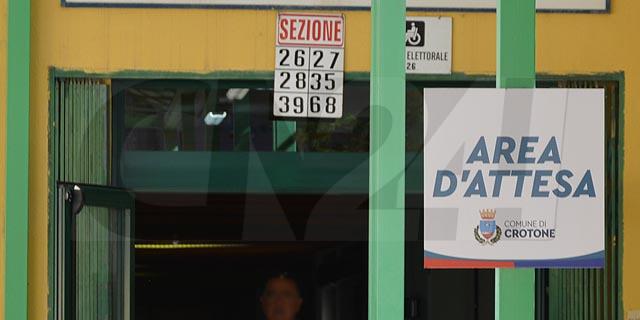 SEZIONE
26 27
28 35
39 68
ELETTORALE
26
AREA
D'ATTESA
COMUNE DI
CROTONE